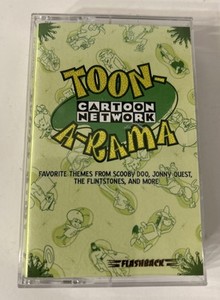 TOON-
CARTOON
NETWORK
A-RAMA
FAVORITE THEMES FROM SCOOBY DOO, JONNY QUEST,
THE FLINTSTONES, AND MORE!
FLASHBACK